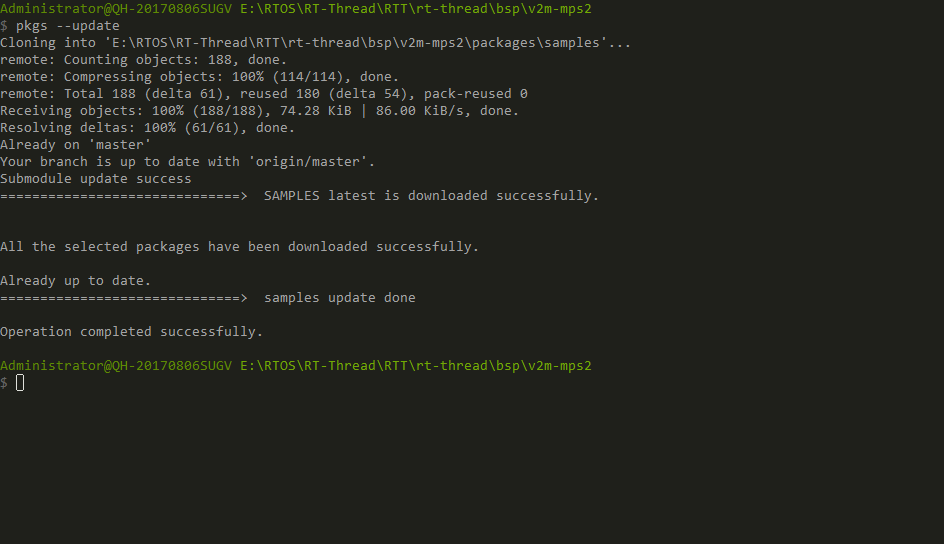 Administrator@QH-20170806SUGV E:\RTOS\RT-Thread\RTT\rt-thread\bsp\v2m-mps2
$ pkgs --update
Cloning into 'E:\RTOS\RT-Thread\RTT\rt-thread\bsp\v2m-mps2\packages\samples'...
remote: Counting objects: 188, done.
remote: Compressing objects: 100% (114/114), done.
remote: Total 188 (delta 61), reused 180 (delta 54), pack-reused 0
Receiving objects: 100% (188/188), 74.28 KiB | 86.00 KiB/s, done.
Resolving deltas: 100% (61/61), done.
Already on 'master'
Your branch is up to date with 'origin/master'.
Submodule update success
==============================>  SAMPLES latest is downloaded successfully.
All the selected packages have been downloaded successfully.
Already up to date.
==============================>  samples update done
Operation completed successfully.
Administrator@QH-20170806SUGV E:\RTOS\RT-Thread\RTT\rt-thread\bsp\v2m-mps2
$